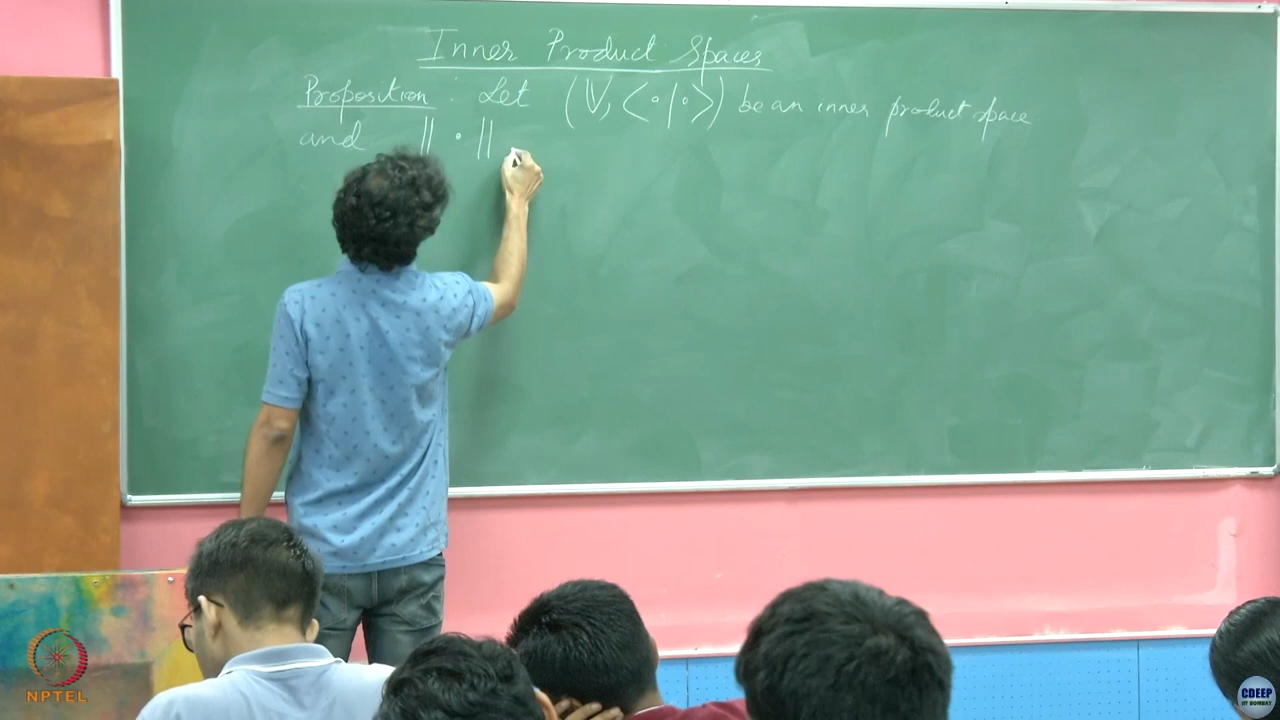 Inner Product Spaces
Proposition : Let (V, <•|•>) be an inner product space
and || • ||
NPTEL
CDEEP
IIT BOMBAY